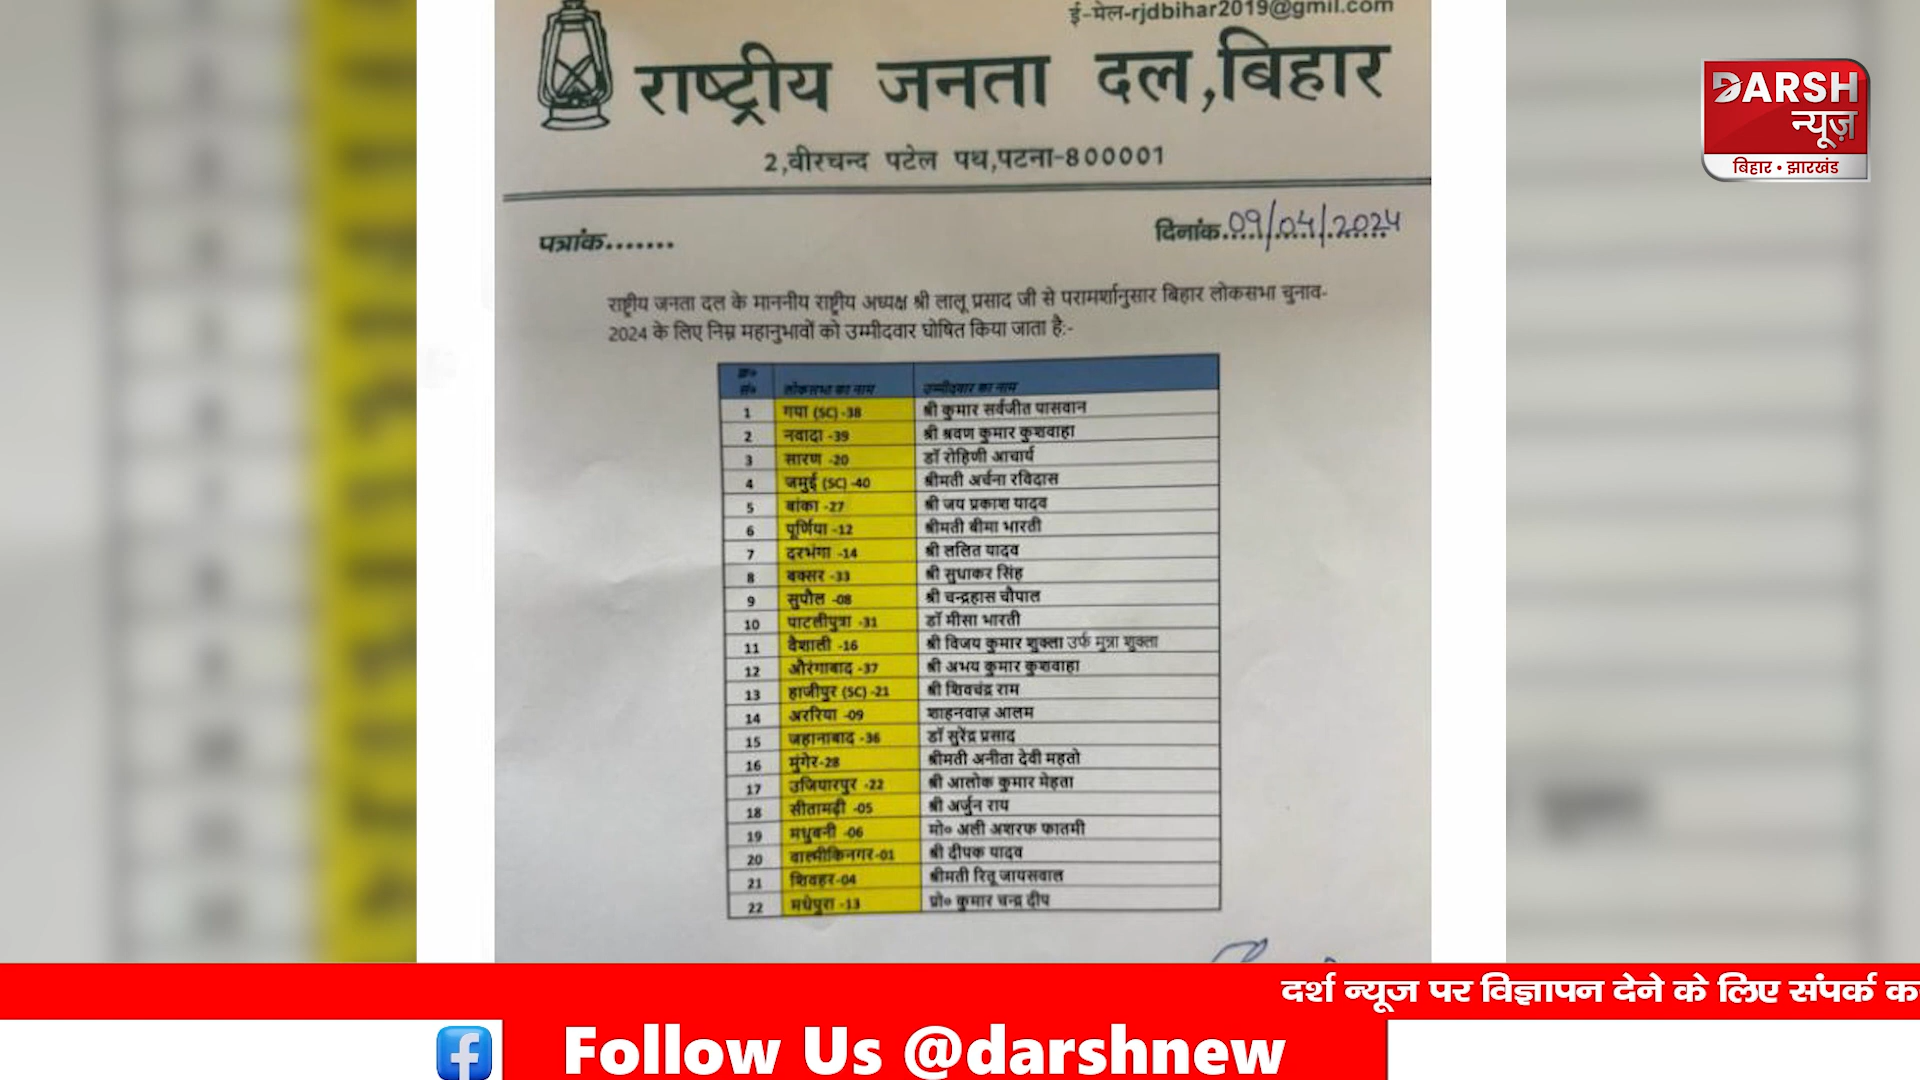 ई-मेल-rjdbihar2019@gmil.com
राष्ट्रीय जनता दल,बिहार
2,वीरचन्द पटेल पथ,पटना-800001
पत्रांक.......
दिनांक.09/04/2024
राष्ट्रीय जनता दल के माननीय राष्ट्रीय अध्यक्ष श्री लालू प्रसाद जी से परामर्शानुसार बिहार लोकसभा चुनाव-
2024 के लिए निम्न महानुभावों को उम्मीदवार घोषित किया जाता है:-
क्र० सं० लोकसभा का नाम उम्मीदवार का नाम
1 गया (SC) -38 श्री कुमार सर्वजीत पासवान
2 नवादा -39 श्री श्रवण कुमार कुशवाहा
3 सारण -20 डॉ रोहिणी आचार्य
4 जमुई (SC) -40 श्रीमती अर्चना रविदास
5 बांका -27 श्री जय प्रकाश यादव
6 पूर्णिया -12 श्रीमती बीमा भारती
7 दरभंगा -14 श्री ललित यादव
8 बक्सर -33 श्री सुधाकर सिंह
9 सुपौल -08 श्री चन्द्रहास चौपाल
10 पाटलीपुत्रा -31 डॉ मीसा भारती
11 वैशाली -16 श्री विजय कुमार शुक्ला उर्फ मुन्ना शुक्ला
12 औरंगाबाद -37 श्री अभय कुमार कुशवाहा
13 हाजीपुर (SC) -21 श्री शिवचंद्र राम
14 अररिया -09 शाहनवाज़ आलम
15 जहानाबाद -36 डॉ सुरेंद्र प्रसाद
16 मुंगेर-28 श्रीमती अनीता देवी महतो
17 उजियारपुर -22 श्री आलोक कुमार मेहता
18 सीतामढ़ी -05 श्री अर्जुन राय
19 मधुबनी -06 मो० अली अशरफ फातमी
20 वाल्मीकिनगर-01 श्री दीपक यादव
21 शिवहर-04 श्रीमती रितू जायसवाल
22 मधेपुरा -13 प्रो० कुमार चन्द्र दीप
DARSH
न्यूज़
बिहार • झारखंड
दर्श न्यूज पर विज्ञापन देने के लिए संपर्क क
Follow Us @darshnew